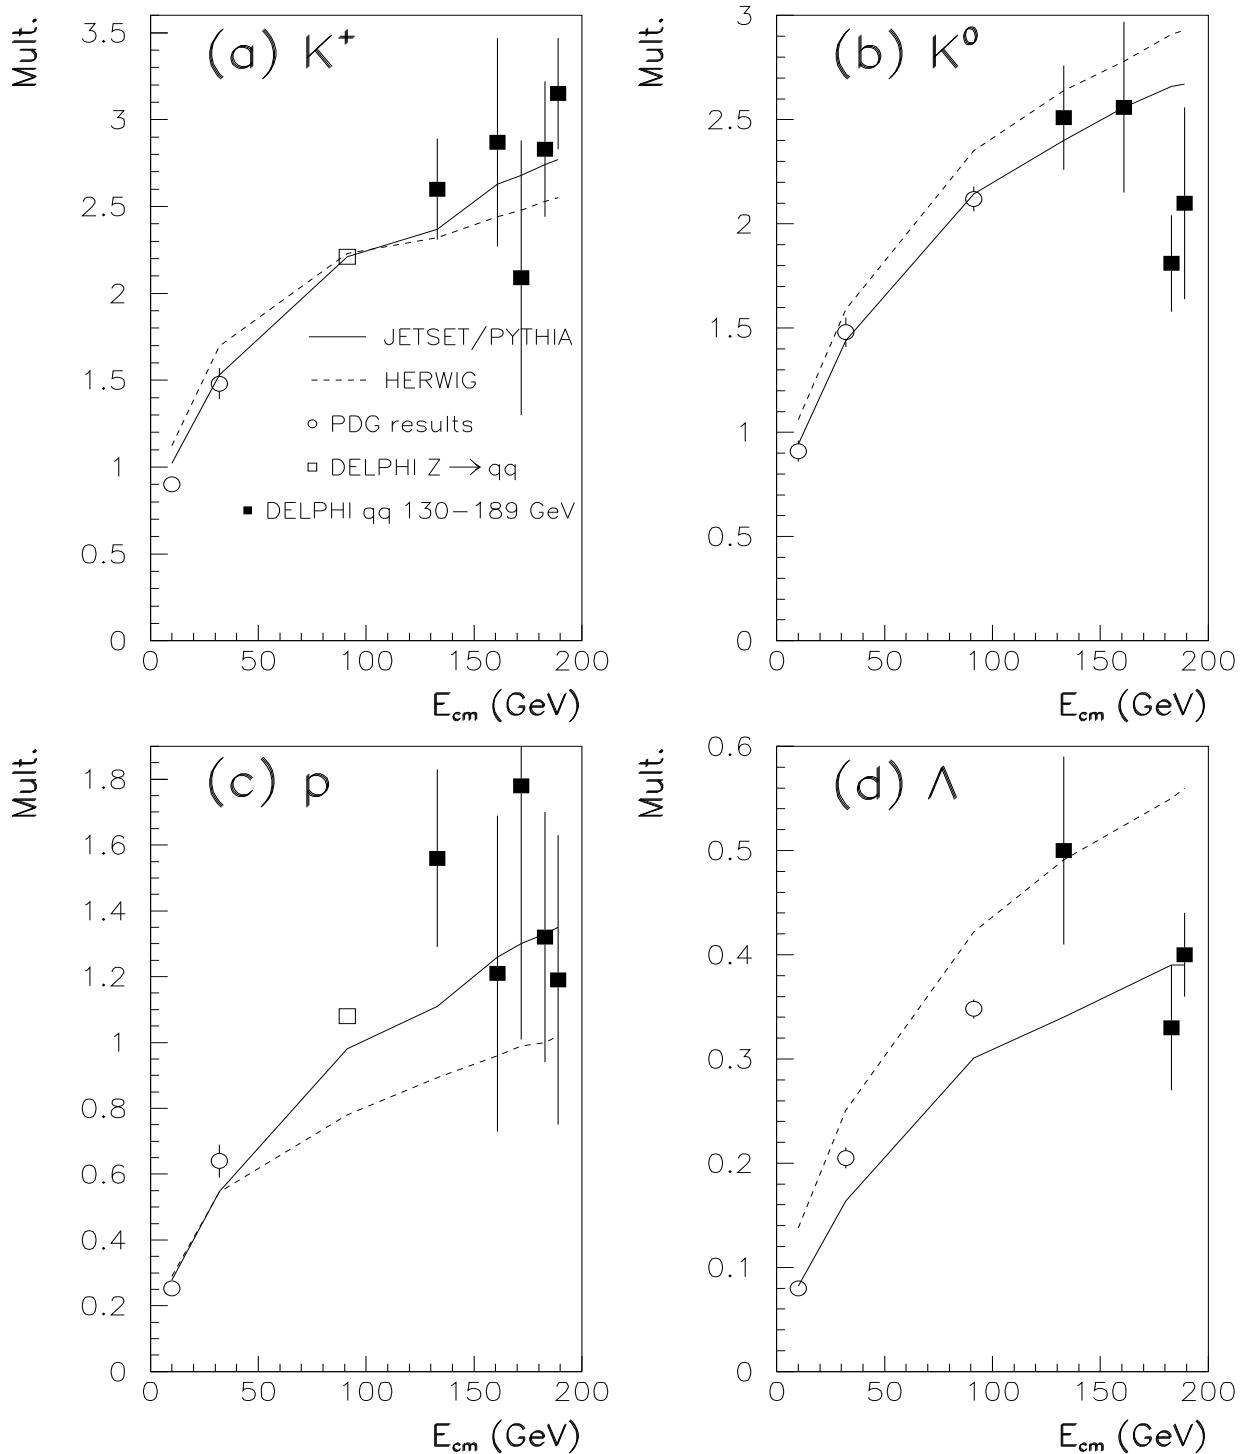 Mult.
(a) K⁺
3.5
3
2.5
2
1.5
1
0.5
0
JETSET/PYTHIA
HERWIG
PDG results
DELPHI Z → qq
DELPHI qq 130−189 GeV
0 50 100 150 200
E_cm (GeV)
Mult.
(b) K⁰
3
2.5
2
1.5
1
0.5
0
0 50 100 150 200
E_cm (GeV)
Mult.
(c) p
1.8
1.6
1.4
1.2
1
0.8
0.6
0.4
0.2
0
0 50 100 150 200
E_cm (GeV)
Mult.
(d) Λ
0.6
0.5
0.4
0.3
0.2
0.1
0
0 50 100 150 200
E_cm (GeV)